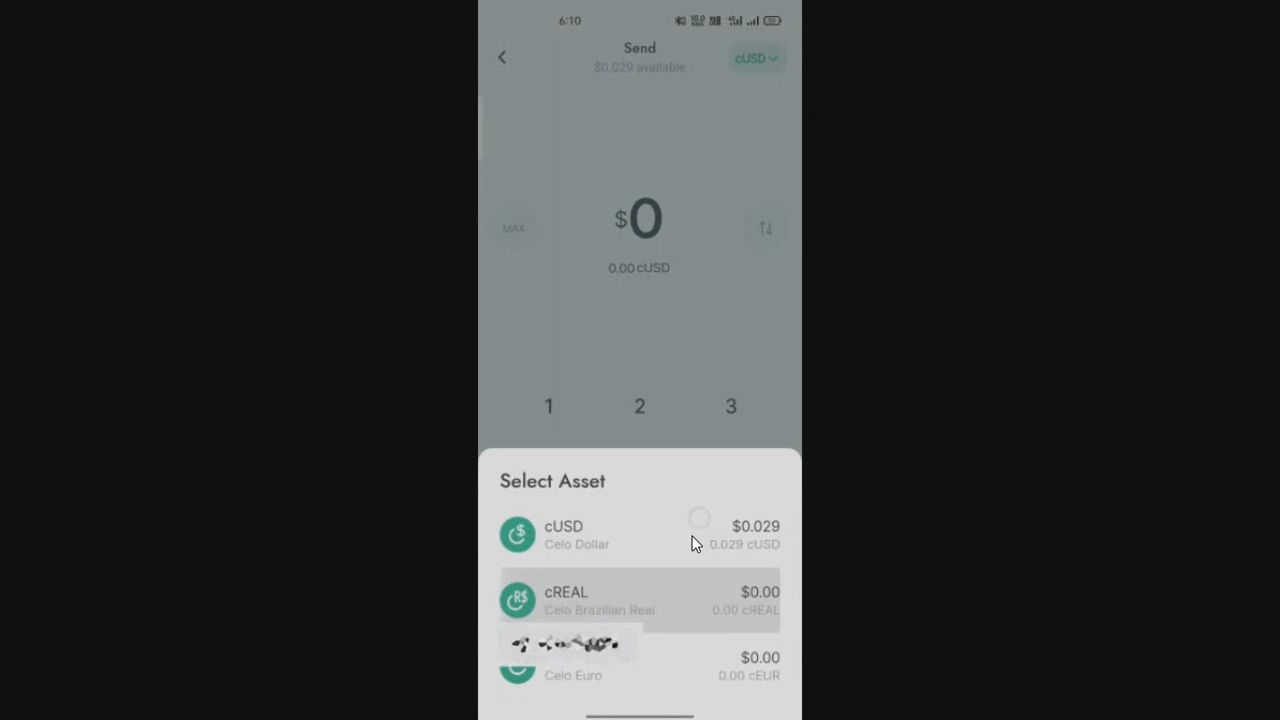 6:10
Send
$0.029 available
cUSD
MAX
$0
0.00 cUSD
1 2 3
Select Asset
cUSD $0.029
Celo Dollar 0.029 cUSD
cREAL $0.00
Celo Brazilian Real 0.00 cREAL
$0.00
Celo Euro 0.00 cEUR